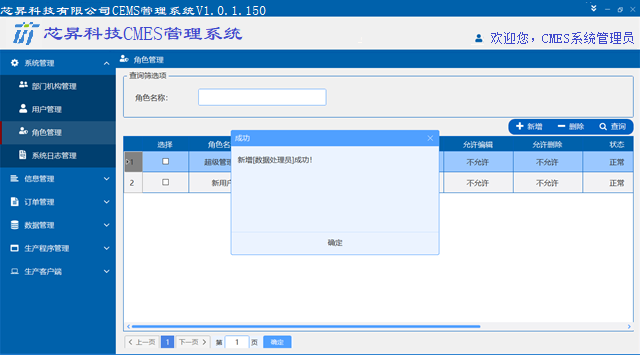 芯昇科技有限公司CEMS管理系统V1.0.1.150
芯昇科技CMES管理系统
欢迎您，CMES系统管理员
系统管理
部门机构管理
用户管理
角色管理
系统日志管理
信息管理
订单管理
数据管理
生产程序管理
生产客户端
角色管理
查询筛选项
角色名称：
新增 删除 查询
选择 角色名 允许编辑 允许删除 状态
1 超级管理 不允许 不允许 正常
2 新用户 不允许 不允许 正常
成功
新增[数据处理员]成功!
确定
上一页 1 下一页 第 1 页 确定